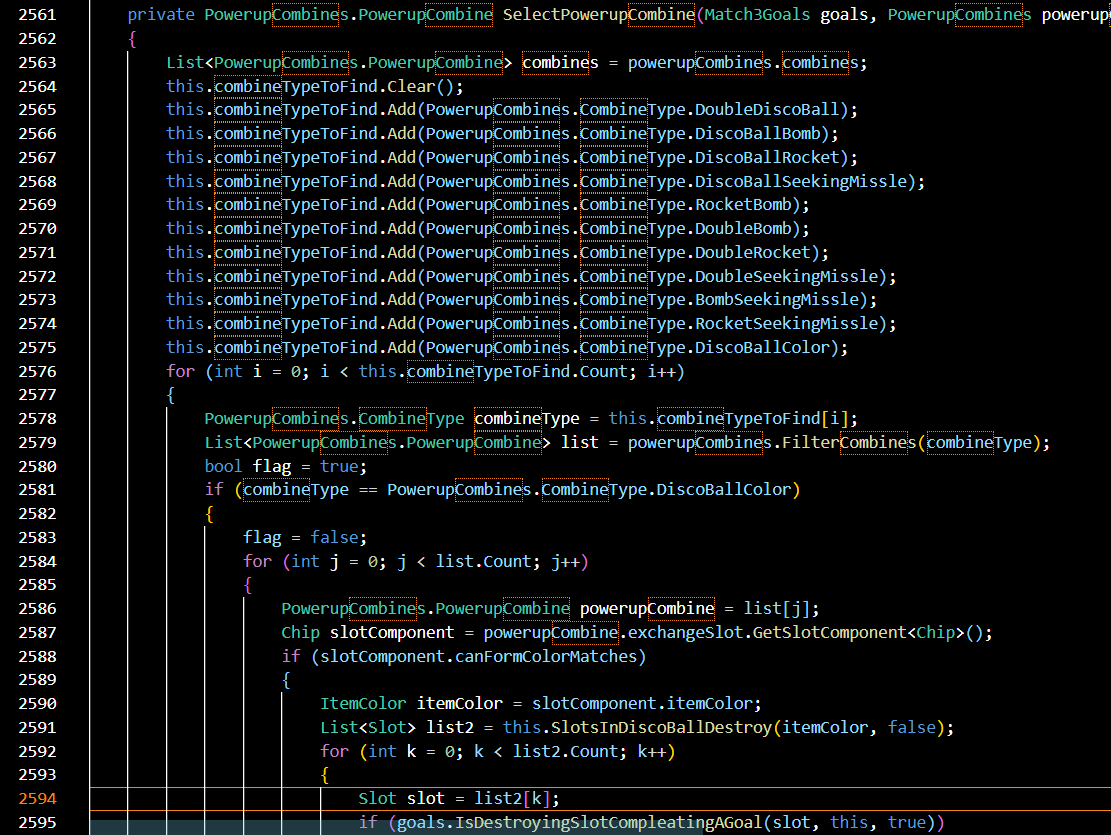 2561 private PowerupCombines.PowerupCombine SelectPowerupCombine(Match3Goals goals, PowerupCombines powerup
2562 {
2563 List<PowerupCombines.PowerupCombine> combines = powerupCombines.combines;
2564 this.combineTypeToFind.Clear();
2565 this.combineTypeToFind.Add(PowerupCombines.CombineType.DoubleDiscoBall);
2566 this.combineTypeToFind.Add(PowerupCombines.CombineType.DiscoBallBomb);
2567 this.combineTypeToFind.Add(PowerupCombines.CombineType.DiscoBallRocket);
2568 this.combineTypeToFind.Add(PowerupCombines.CombineType.DiscoBallSeekingMissle);
2569 this.combineTypeToFind.Add(PowerupCombines.CombineType.RocketBomb);
2570 this.combineTypeToFind.Add(PowerupCombines.CombineType.DoubleBomb);
2571 this.combineTypeToFind.Add(PowerupCombines.CombineType.DoubleRocket);
2572 this.combineTypeToFind.Add(PowerupCombines.CombineType.DoubleSeekingMissle);
2573 this.combineTypeToFind.Add(PowerupCombines.CombineType.BombSeekingMissle);
2574 this.combineTypeToFind.Add(PowerupCombines.CombineType.RocketSeekingMissle);
2575 this.combineTypeToFind.Add(PowerupCombines.CombineType.DiscoBallColor);
2576 for (int i = 0; i < this.combineTypeToFind.Count; i++)
2577 {
2578 PowerupCombines.CombineType combineType = this.combineTypeToFind[i];
2579 List<PowerupCombines.PowerupCombine> list = powerupCombines.FilterCombines(combineType);
2580 bool flag = true;
2581 if (combineType == PowerupCombines.CombineType.DiscoBallColor)
2582 {
2583 flag = false;
2584 for (int j = 0; j < list.Count; j++)
2585 {
2586 PowerupCombines.PowerupCombine powerupCombine = list[j];
2587 Chip slotComponent = powerupCombine.exchangeSlot.GetSlotComponent<Chip>();
2588 if (slotComponent.canFormColorMatches)
2589 {
2590 ItemColor itemColor = slotComponent.itemColor;
2591 List<Slot> list2 = this.SlotsInDiscoBallDestroy(itemColor, false);
2592 for (int k = 0; k < list2.Count; k++)
2593 {
2594 Slot slot = list2[k];
2595 if (goals.IsDestroyingSlotCompleatingAGoal(slot, this, true))